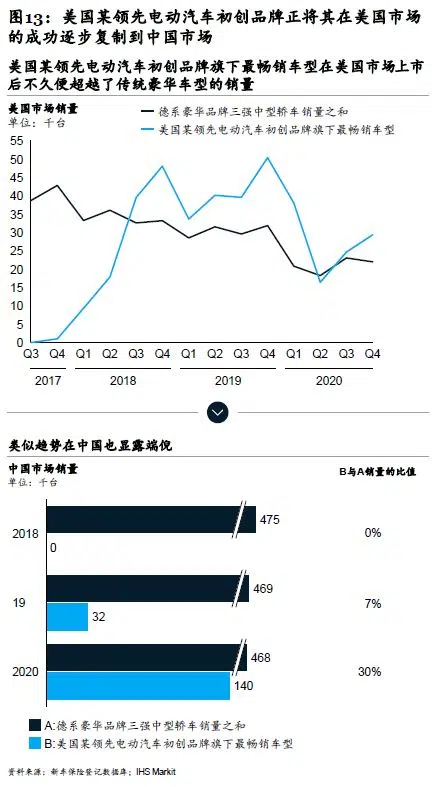 图13：美国某领先电动汽车初创品牌正将其在美国市场
的成功逐步复制到中国市场
美国某领先电动汽车初创品牌旗下最畅销车型在美国市场上市
后不久便超越了传统豪华车型的销量
美国市场销量
单位：千台
德系豪华品牌三强中型轿车销量之和
美国某领先电动汽车初创品牌旗下最畅销车型
55
50
45
40
35
30
25
20
15
10
5
0
Q3 Q4 Q1 Q2 Q3 Q4 Q1 Q2 Q3 Q4 Q1 Q2 Q3 Q4
2017 2018 2019 2020
类似趋势在中国也显露端倪
中国市场销量
单位：千台
B与A销量的比值
2018 475 0%
0
19 469 7%
32
2020 468 30%
140
A:德系豪华品牌三强中型轿车销量之和
B:美国某领先电动汽车初创品牌旗下最畅销车型
资料来源：新车保险登记数据库；IHS Markit